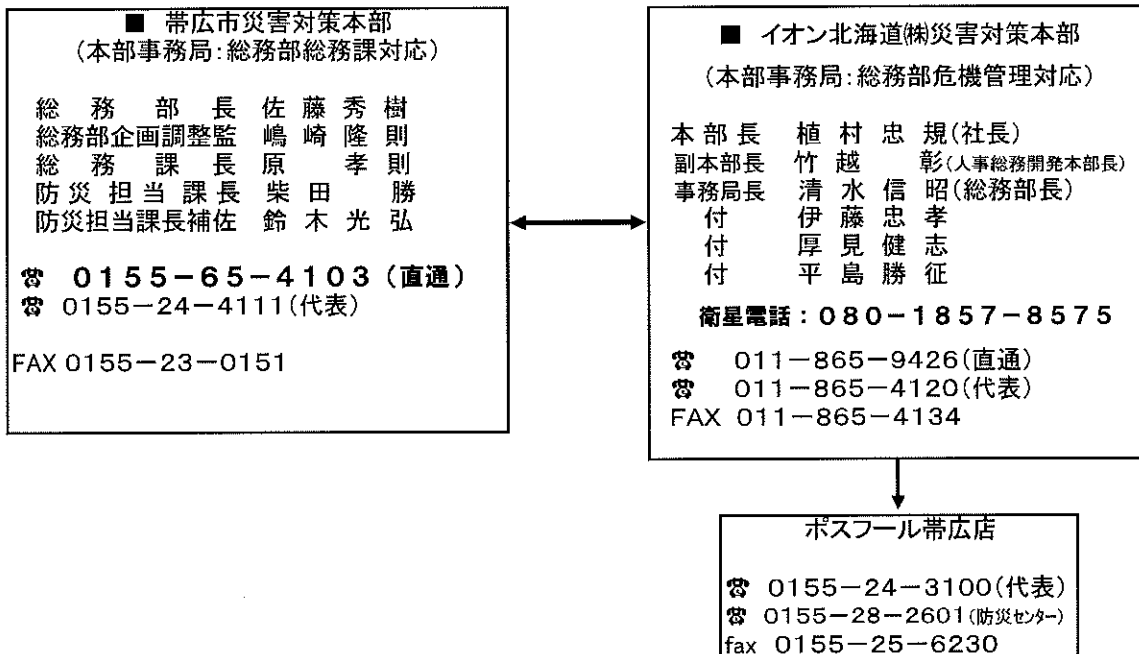 ■ 帯広市災害対策本部
（本部事務局：総務部総務課対応）
総務部長 佐藤秀樹
総務部企画調整監 嶋崎隆則
総務課長 原 孝則
防災担当課長 柴田 勝
防災担当課長補佐 鈴木光弘
☎ 0155－65－4103（直通）
☎ 0155－24－4111（代表）
FAX 0155－23－0151
■ イオン北海道㈱災害対策本部
（本部事務局：総務部危機管理対応）
本部長 植村忠規（社長）
副本部長 竹越 彰（人事総務開発本部長）
事務局長 清水信昭（総務部長）
付 伊藤忠孝
付 厚見健志
付 平島勝征
衛星電話：080－1857－8575
☎ 011－865－9426（直通）
☎ 011－865－4120（代表）
FAX 011－865－4134
ポスフール帯広店
☎ 0155－24－3100（代表）
☎ 0155－28－2601（防災ｾﾝﾀｰ）
fax 0155－25－6230